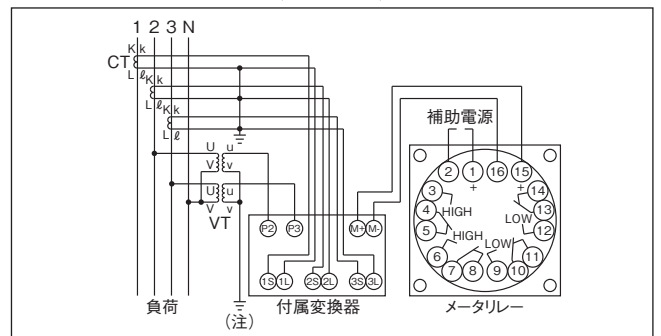 1 2 3 N
K k
CT
L ℓ K k
L ℓ K k
L ℓ
U u
V v
U u
V v
VT
補助電源
2 1 16 15
+ +
3 14
4 HIGH 13
5 LOW 12
HIGH
6 LOW 11
7 8 9 10
P2 P3 M+ M-
1S 1L 2S 2L 3S 3L
負荷
(注)
付属変換器
メータリレー